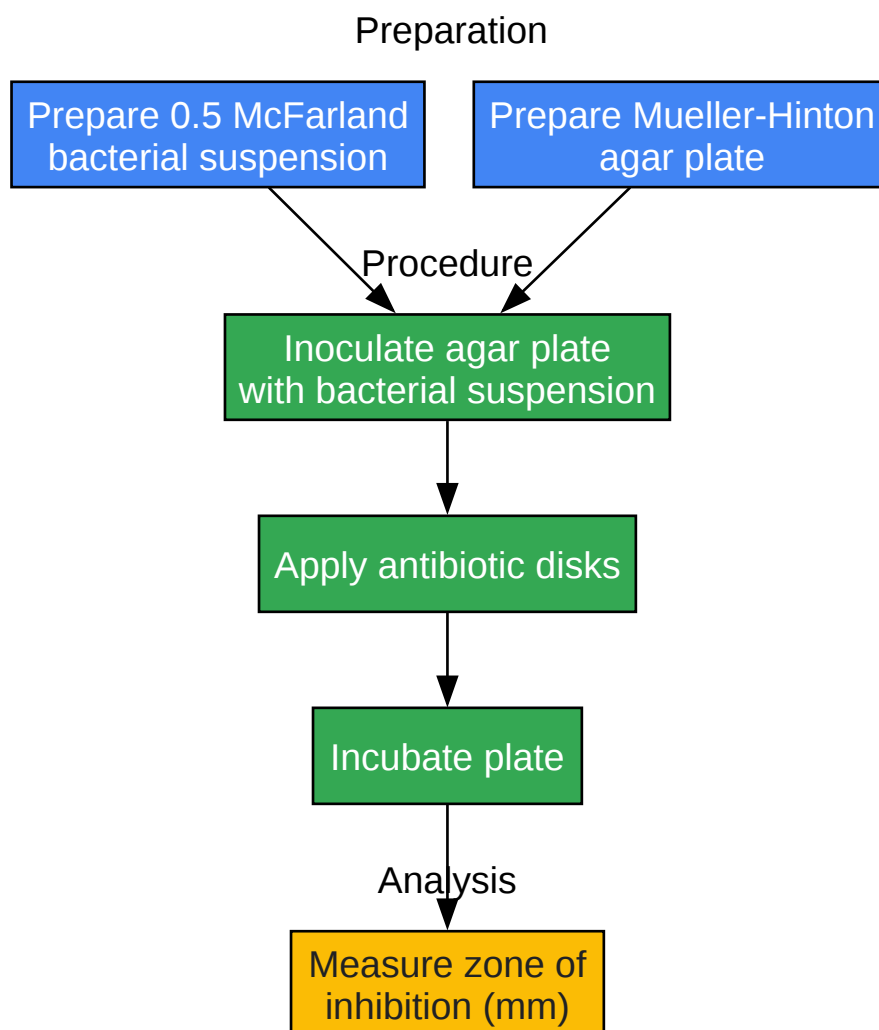 Preparation
Prepare 0.5 McFarland
bacterial suspension
Prepare Mueller-Hinton
agar plate
Procedure
Inoculate agar plate
with bacterial suspension
Apply antibiotic disks
Incubate plate
Analysis
Measure zone of
inhibition (mm)